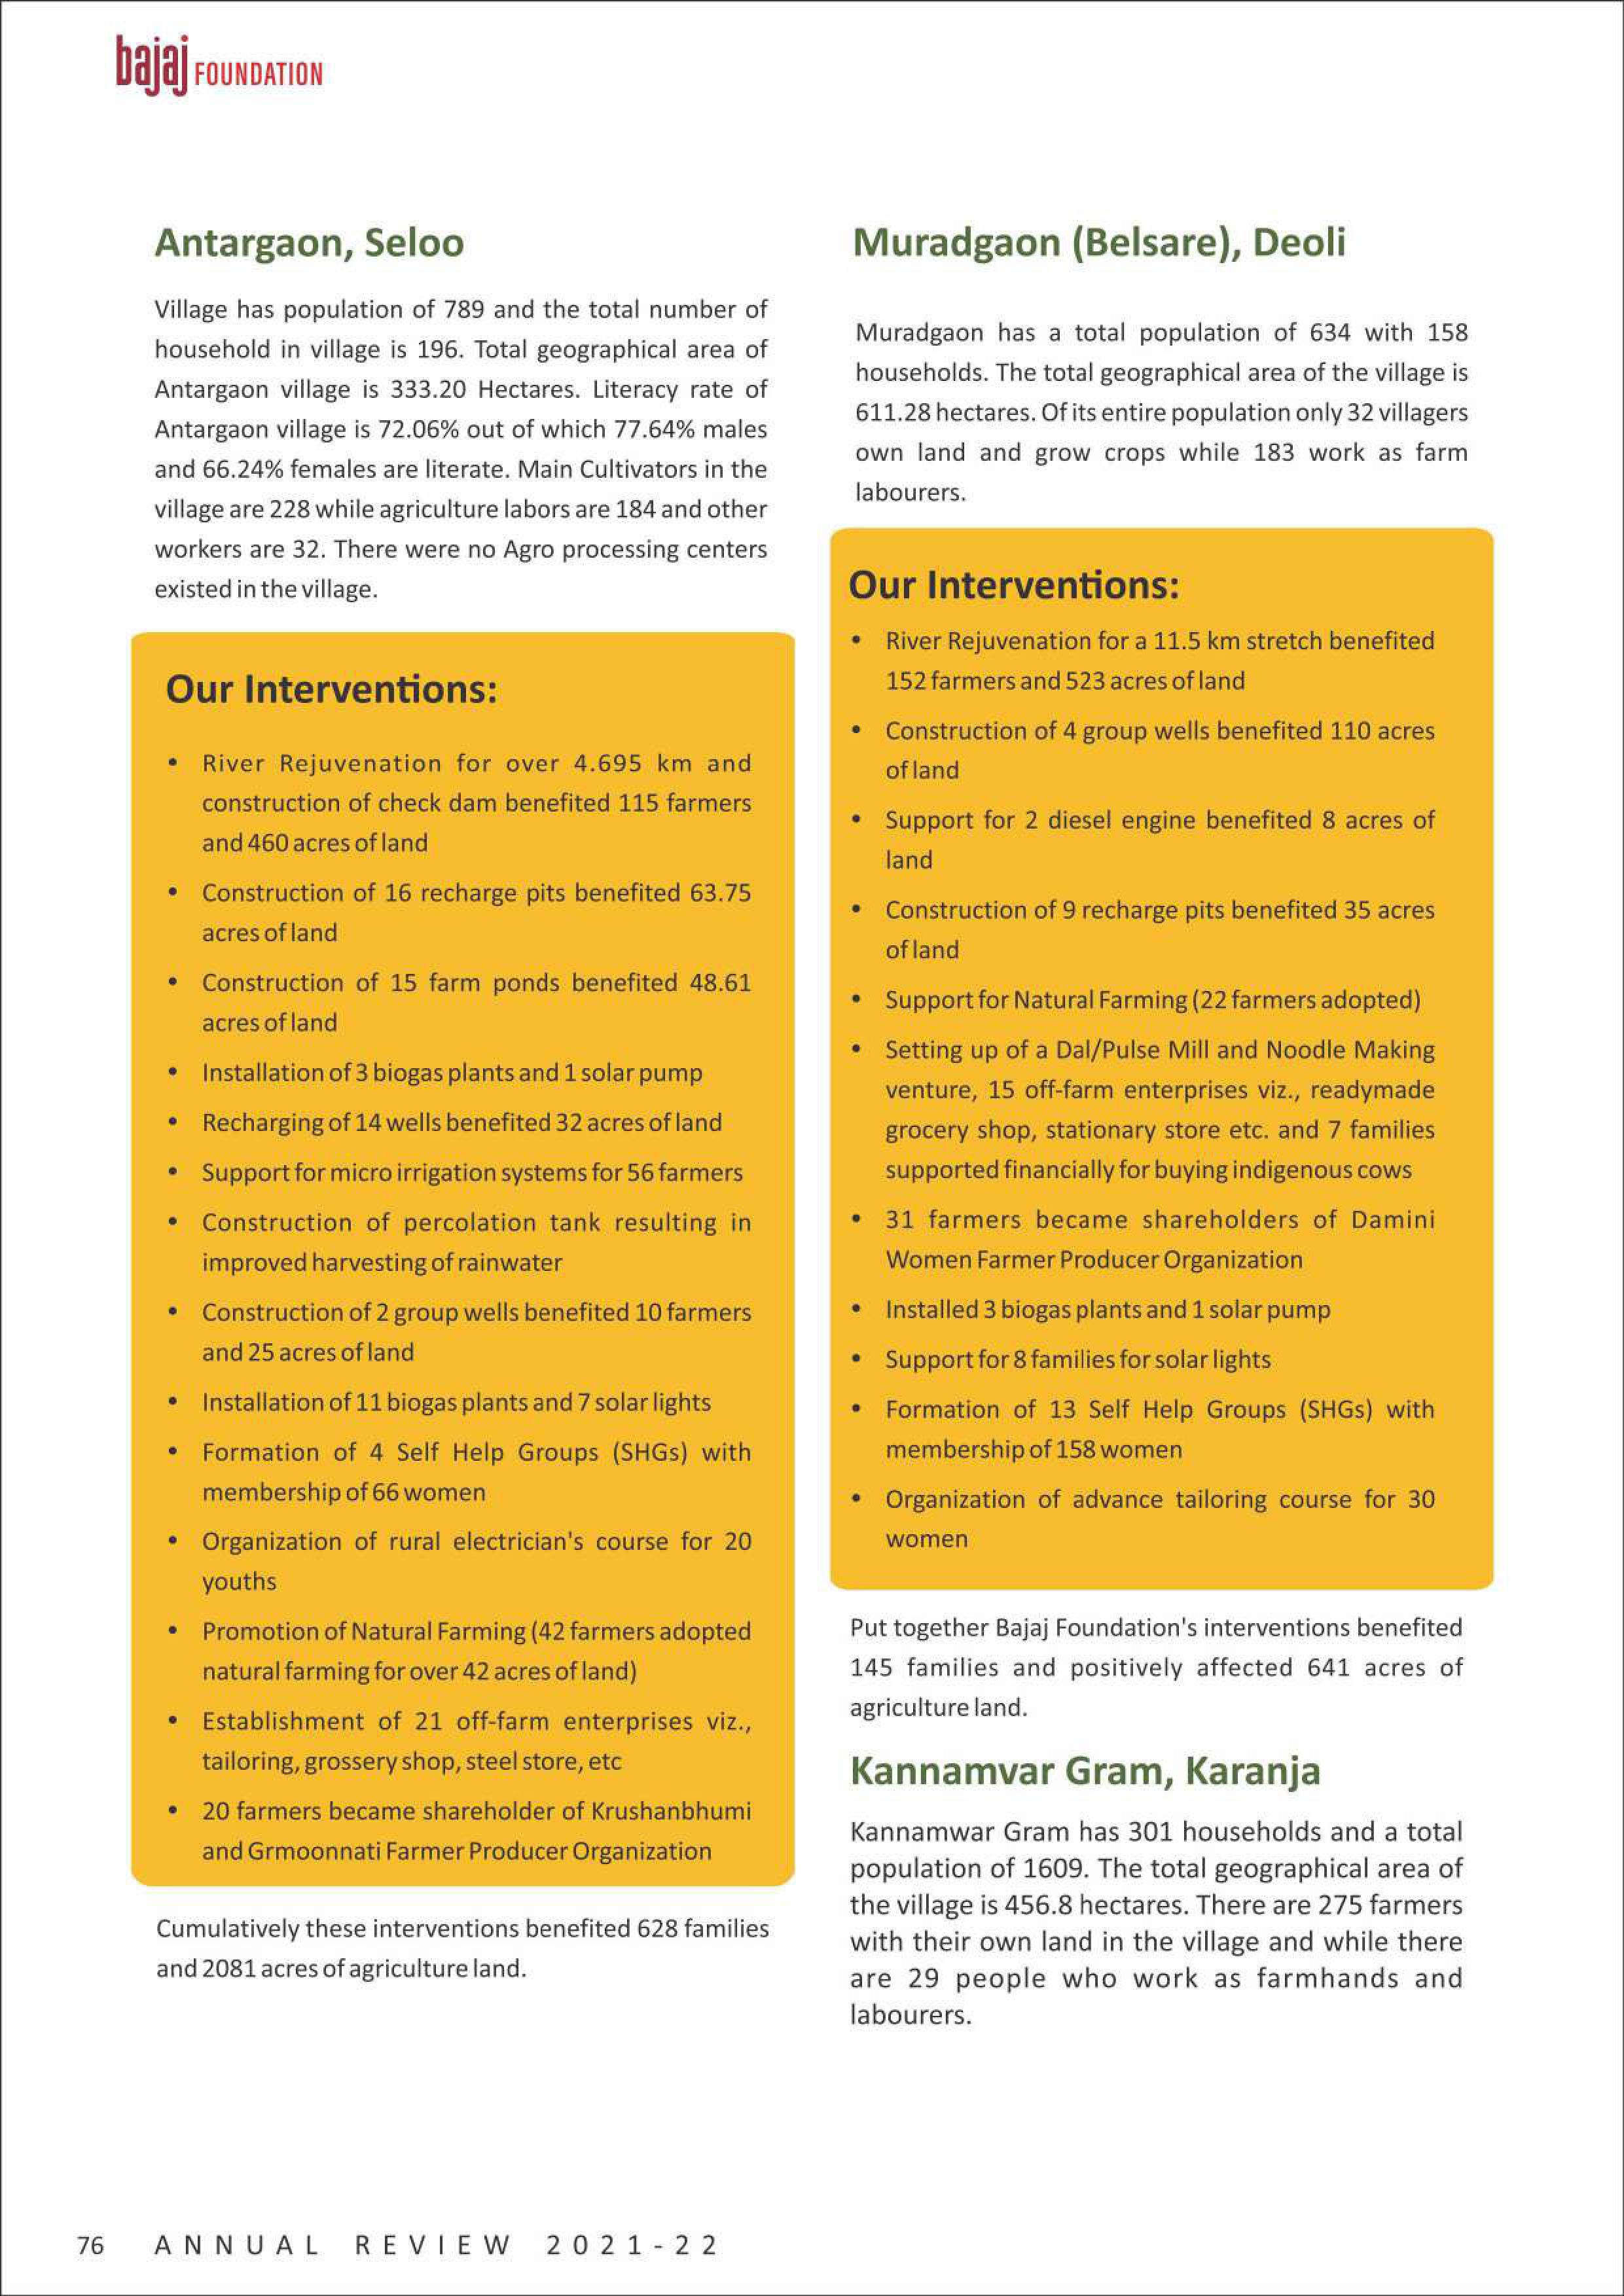 bajaj FOUNDATION
Antargaon, Seloo
Village has population of 789 and the total number of
household in village is 196. Total geographical area of
Antargaon village is 333.20 Hectares. Literacy rate of
Antargaon village is 72.06% out of which 77.64% males
and 66.24% females are literate. Main Cultivators in the
village are 228 while agriculture labors are 184 and other
workers are 32. There were no Agro processing centers
existed in the village.
Our Interventions:
• River Rejuvenation for over 4.695 km and
construction of check dam benefited 115 farmers
and 460 acres of land
• Construction of 16 recharge pits benefited 63.75
acres of land
• Construction of 15 farm ponds benefited 48.61
acres of land
• Installation of 3 biogas plants and 1 solar pump
• Recharging of 14 wells benefited 32 acres of land
• Support for micro irrigation systems for 56 farmers
• Construction of percolation tank resulting in
improved harvesting of rainwater
• Construction of 2 group wells benefited 10 farmers
and 25 acres of land
• Installation of 11 biogas plants and 7 solar lights
• Formation of 4 Self Help Groups (SHGs) with
membership of 66 women
• Organization of rural electrician's course for 20
youths
• Promotion of Natural Farming (42 farmers adopted
natural farming for over 42 acres of land)
• Establishment of 21 off-farm enterprises viz.,
tailoring, grossery shop, steel store, etc
• 20 farmers became shareholder of Krushanbhumi
and Grmoonnati Farmer Producer Organization
Cumulatively these interventions benefited 628 families
and 2081 acres of agriculture land.
Muradgaon (Belsare), Deoli
Muradgaon has a total population of 634 with 158
households. The total geographical area of the village is
611.28 hectares. Of its entire population only 32 villagers
own land and grow crops while 183 work as farm
labourers.
Our Interventions:
• River Rejuvenation for a 11.5 km stretch benefited
152 farmers and 523 acres of land
• Construction of 4 group wells benefited 110 acres
of land
• Support for 2 diesel engine benefited 8 acres of
land
• Construction of 9 recharge pits benefited 35 acres
of land
• Support for Natural Farming (22 farmers adopted)
• Setting up of a Dal/Pulse Mill and Noodle Making
venture, 15 off-farm enterprises viz., readymade
grocery shop, stationary store etc. and 7 families
supported financially for buying indigenous cows
• 31 farmers became shareholders of Damini
Women Farmer Producer Organization
• Installed 3 biogas plants and 1 solar pump
• Support for 8 families for solar lights
• Formation of 13 Self Help Groups (SHGs) with
membership of 158 women
• Organization of advance tailoring course for 30
women
Put together Bajaj Foundation's interventions benefited
145 families and positively affected 641 acres of
agriculture land.
Kannamvar Gram, Karanja
Kannamwar Gram has 301 households and a total
population of 1609. The total geographical area of
the village is 456.8 hectares. There are 275 farmers
with their own land in the village and while there
are 29 people who work as farmhands and
labourers.
76 ANNUAL REVIEW 2021-22